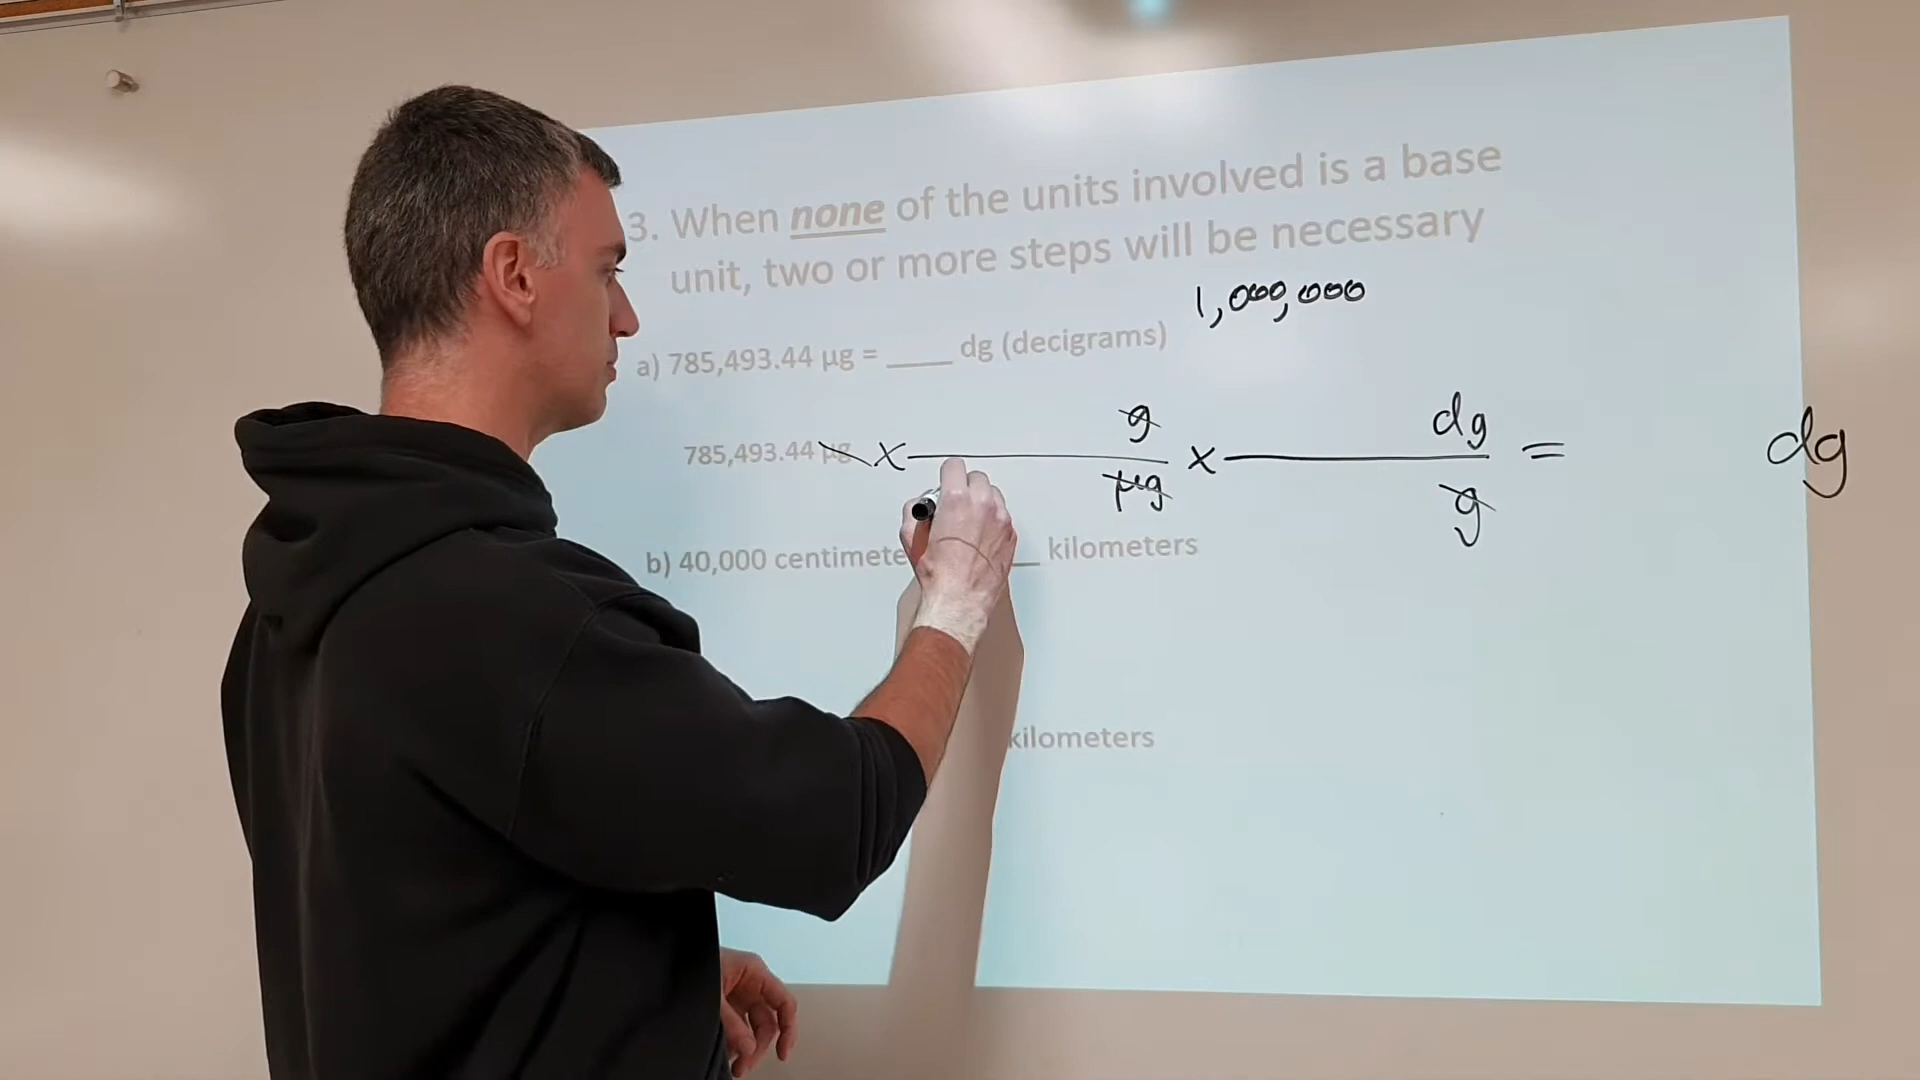 3. When none of the units involved is a base
unit, two or more steps will be necessary
1,000,000
a) 785,493.44 µg = _____ dg (decigrams)
g dg
785,493.44 µg x x = dg
µg g
b) 40,000 centimete __ kilometers
kilometers